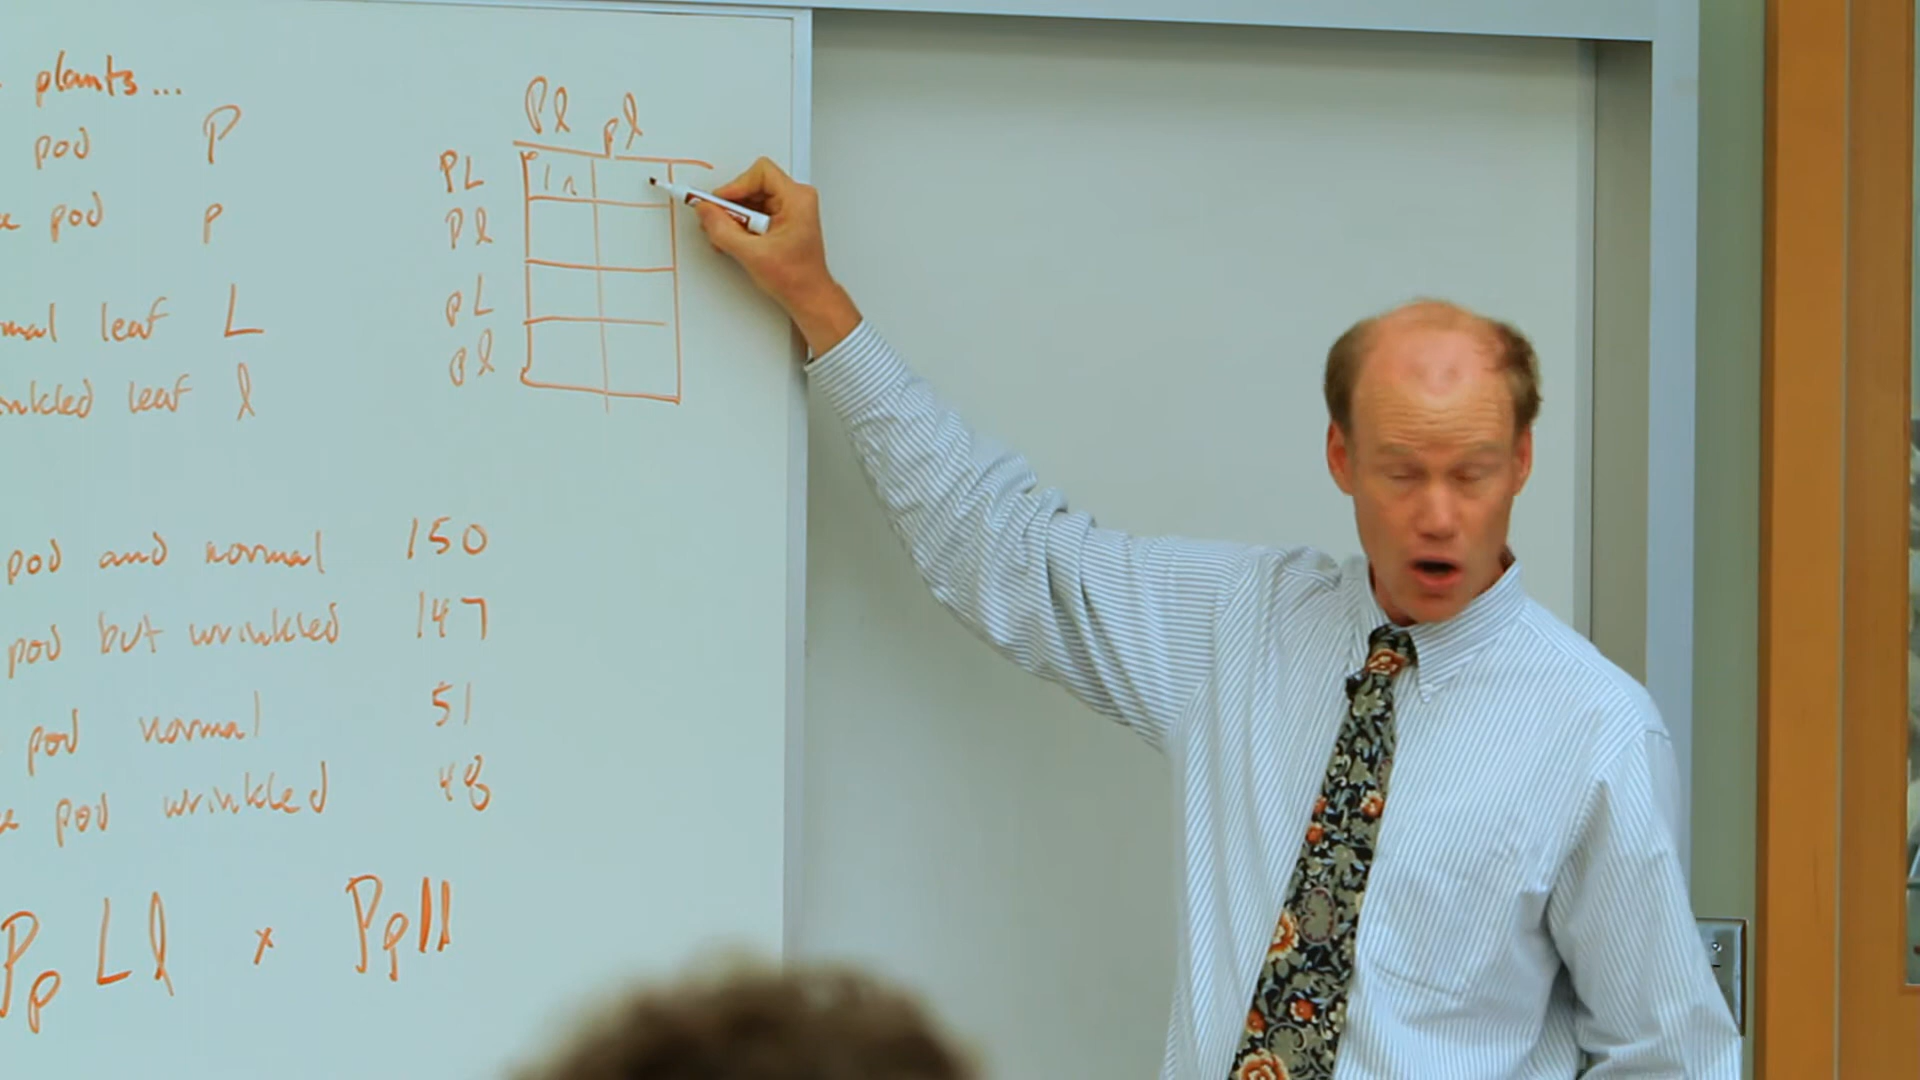 plants...
pod P
pod p
leaf L
leaf l
pod and normal 150
pod but wrinkled 147
pod normal 51
pod wrinkled 48
Pp Ll x Ppll
Pl pl
PL
Pl
pL
pl